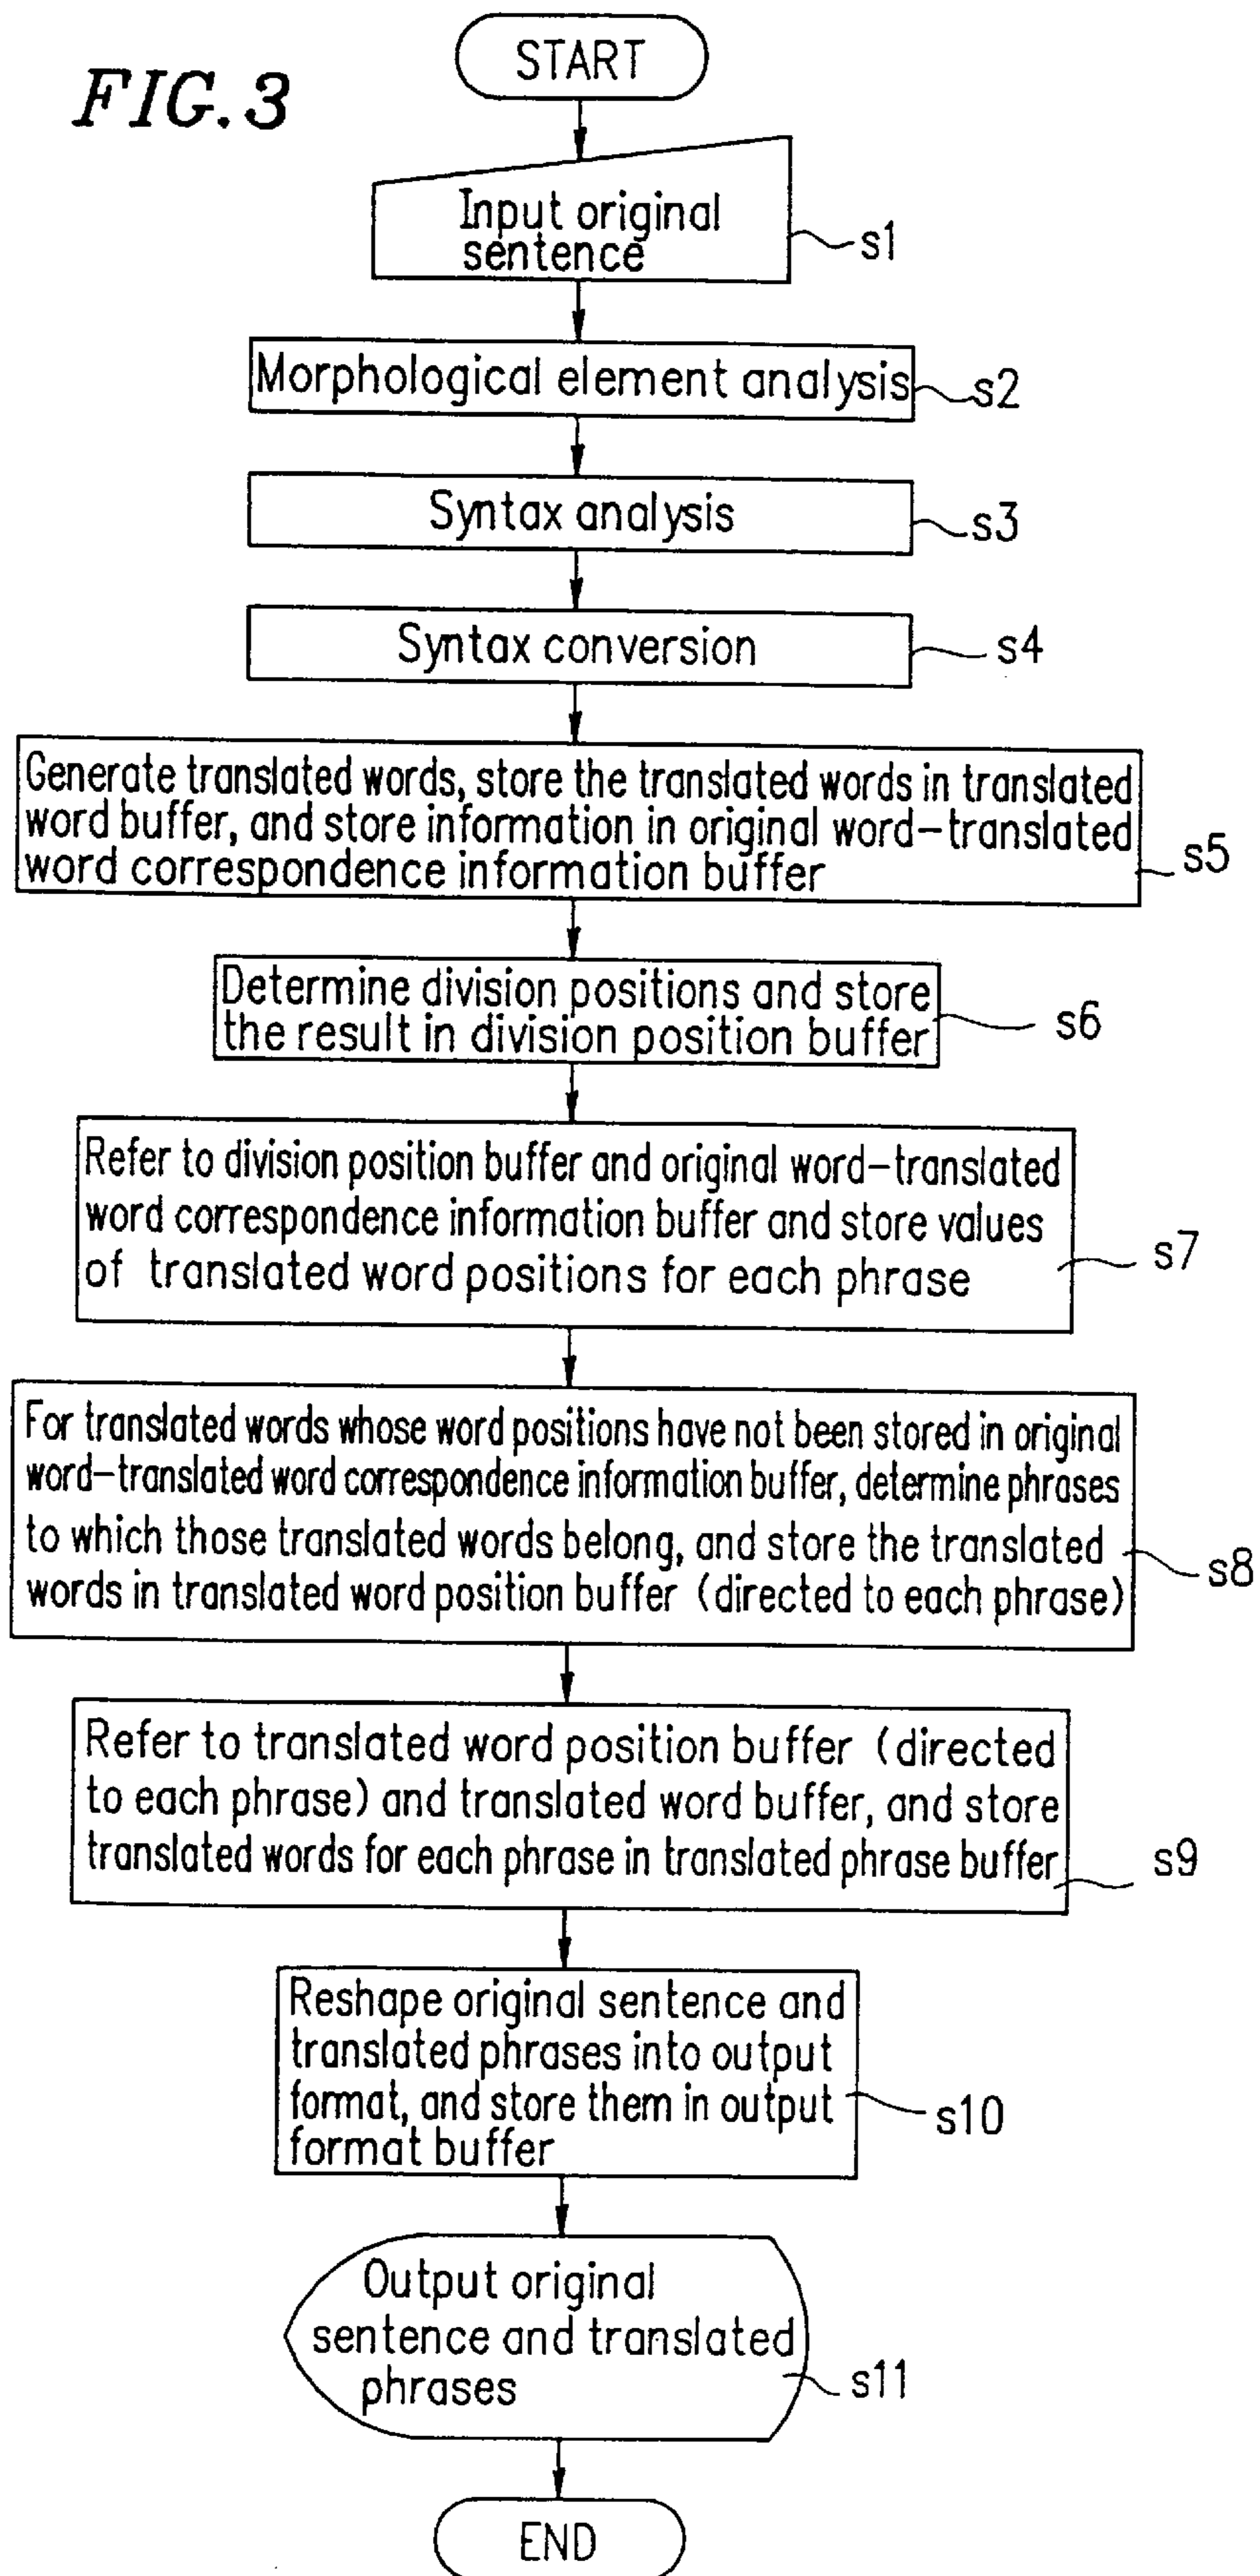 FIG. 3
START
Input original
sentence
s1
Morphological element analysis
s2
Syntax analysis
s3
Syntax conversion
s4
Generate translated words, store the translated words in translated
word buffer, and store information in original word-translated
word correspondence information buffer
s5
Determine division positions and store
the result in division position buffer
s6
Refer to division position buffer and original word-translated
word correspondence information buffer and store values
of translated word positions for each phrase
s7
For translated words whose word positions have not been stored in original
word-translated word correspondence information buffer, determine phrases
to which those translated words belong, and store the translated
words in translated word position buffer (directed to each phrase)
s8
Refer to translated word position buffer (directed
to each phrase) and translated word buffer, and store
translated words for each phrase in translated phrase buffer
s9
Reshape original sentence and
translated phrases into output
format, and store them in output
format buffer
s10
Output original
sentence and translated
phrases
s11
END